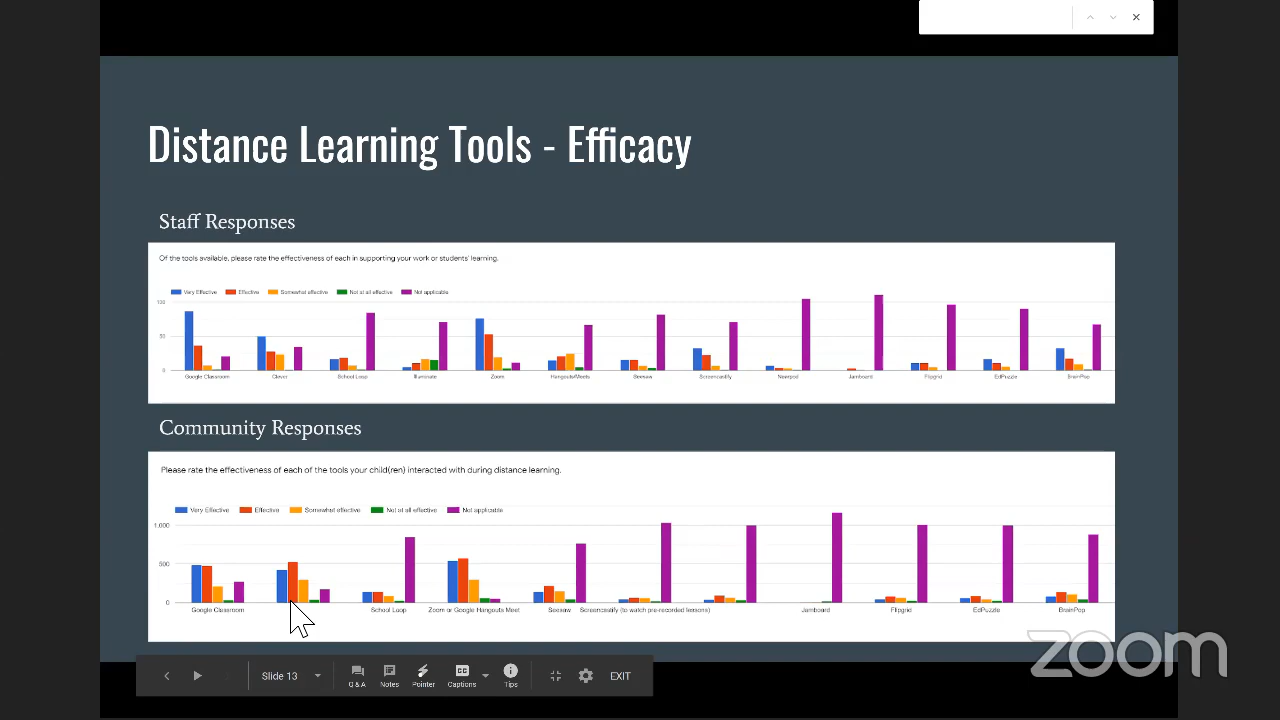 Distance Learning Tools - Efficacy
Staff Responses
Of the tools available, please rate the effectiveness of each in supporting your work or students' learning.
Very Effective Effective Somewhat effective Not at all effective Not applicable
100
50
0
Google Classroom Clever School Loop Illuminate Zoom Hangouts/Meets Seesaw Screencastify Nearpod Jamboard Flipgrid EdPuzzle BrainPop
Community Responses
Please rate the effectiveness of each of the tools your child(ren) interacted with during distance learning.
Very Effective Effective Somewhat effective Not at all effective Not applicable
1,000
500
0
Google Classroom School Loop Zoom or Google Hangouts Meet Seesaw Screencastify (to watch pre-recorded lessons) Jamboard Flipgrid EdPuzzle BrainPop
zoom
Slide 13 Q & A Notes Pointer CC Captions Tips EXIT